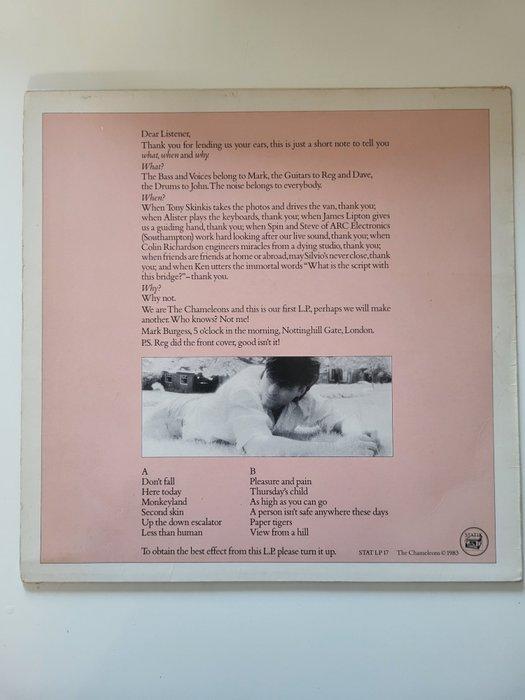 Dear Listener,
Thank you for lending us your ears, this is just a short note to tell you
what, when and why.
What?
The Bass and Voices belong to Mark, the Guitars to Reg and Dave,
the Drums to John. The noise belongs to everybody.
When?
When Tony Skinkis takes the photos and drives the van, thank you;
when Alister plays the keyboards, thank you; when James Lipton gives
us a guiding hand, thank you; when Spin and Steve of ARC Electronics
(Southampton) work hard looking after our live sound, thank you; when
Colin Richardson engineers miracles from a dying studio, thank you;
when friends are friends at home or abroad, may Silvio's never close, thank
you; and when Ken utters the immortal words "What is the script with
this bridge?"–thank you.
Why?
Why not.
We are The Chameleons and this is our first L.P., perhaps we will make
another. Who knows? Not me!
Mark Burgess, 5 o'clock in the morning, Nottinghill Gate, London.
P.S. Reg did the front cover, good isn't it!
A
Don't fall
Here today
Monkeyland
Second skin
Up the down escalator
Less than human
B
Pleasure and pain
Thursday's child
As high as you can go
A person isn't safe anywhere these days
Paper tigers
View from a hill
To obtain the best effect from this L.P. please turn it up.
STAT LP 17 The Chameleons © 1983
STATIK